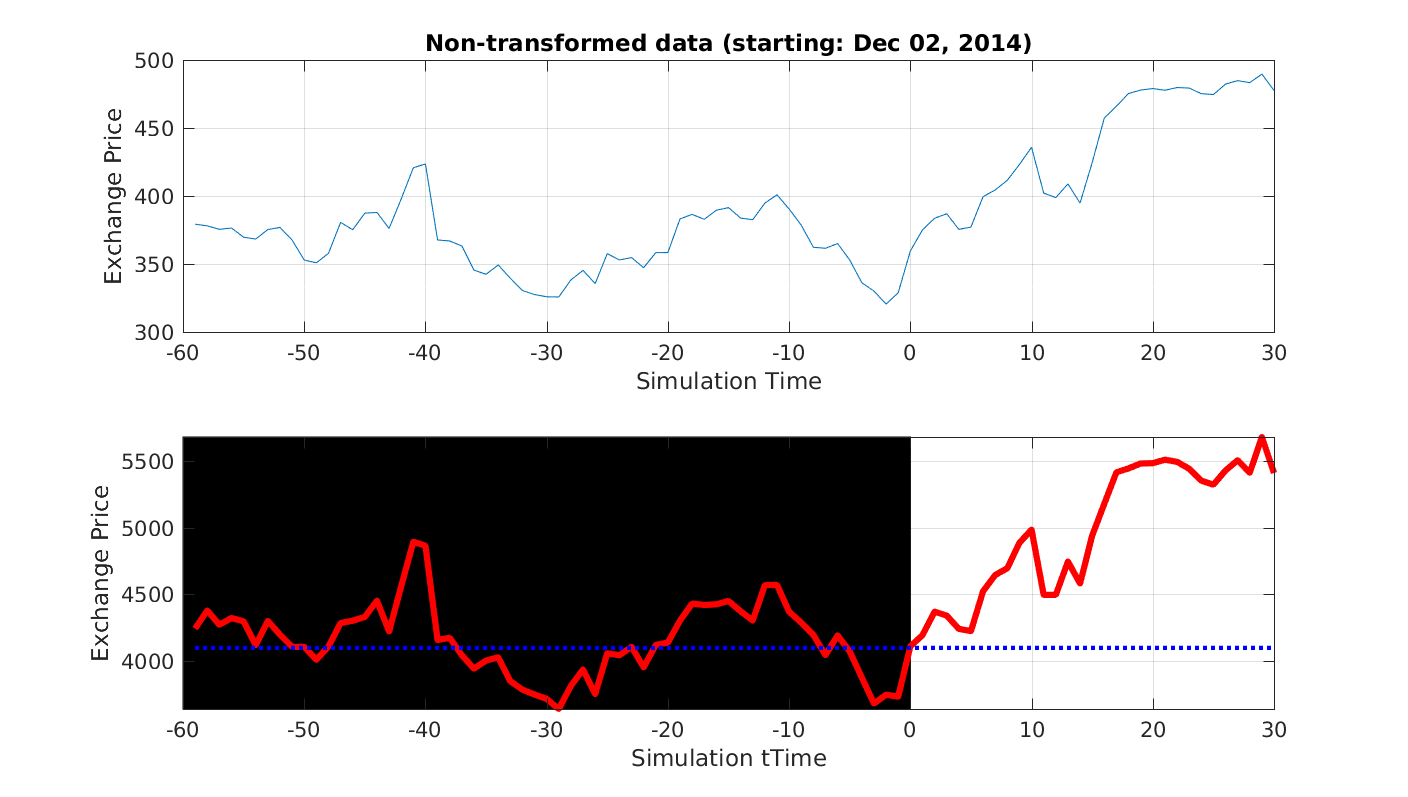 Non-transformed data (starting: Dec 02, 2014)
500
450
400
350
300
Exchange Price
-60 -50 -40 -30 -20 -10 0 10 20 30
Simulation Time
5500
5000
4500
4000
Exchange Price
-60 -50 -40 -30 -20 -10 0 10 20 30
Simulation tTime